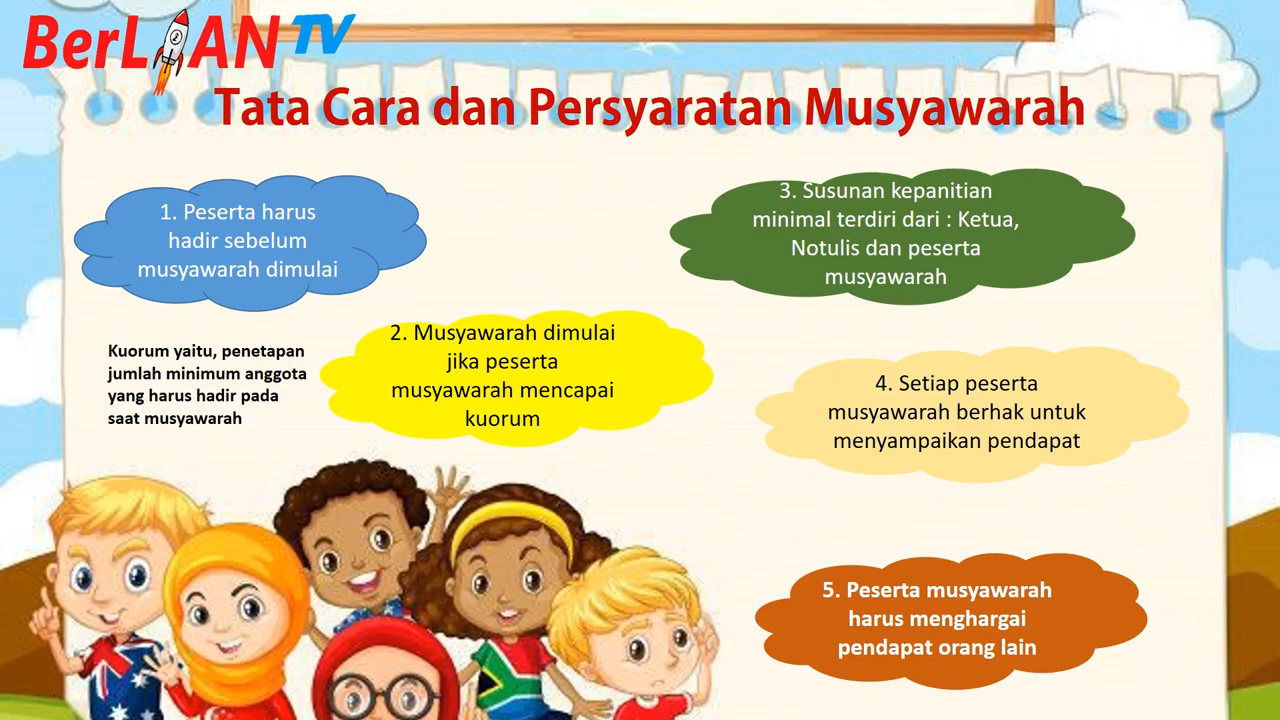 BerLIAN TV
Tata Cara dan Persyaratan Musyawarah
1. Peserta harus
hadir sebelum
musyawarah dimulai
Kuorum yaitu, penetapan
jumlah minimum anggota
yang harus hadir pada
saat musyawarah
2. Musyawarah dimulai
jika peserta
musyawarah mencapai
kuorum
3. Susunan kepanitian
minimal terdiri dari : Ketua,
Notulis dan peserta
musyawarah
4. Setiap peserta
musyawarah berhak untuk
menyampaikan pendapat
5. Peserta musyawarah
harus menghargai
pendapat orang lain